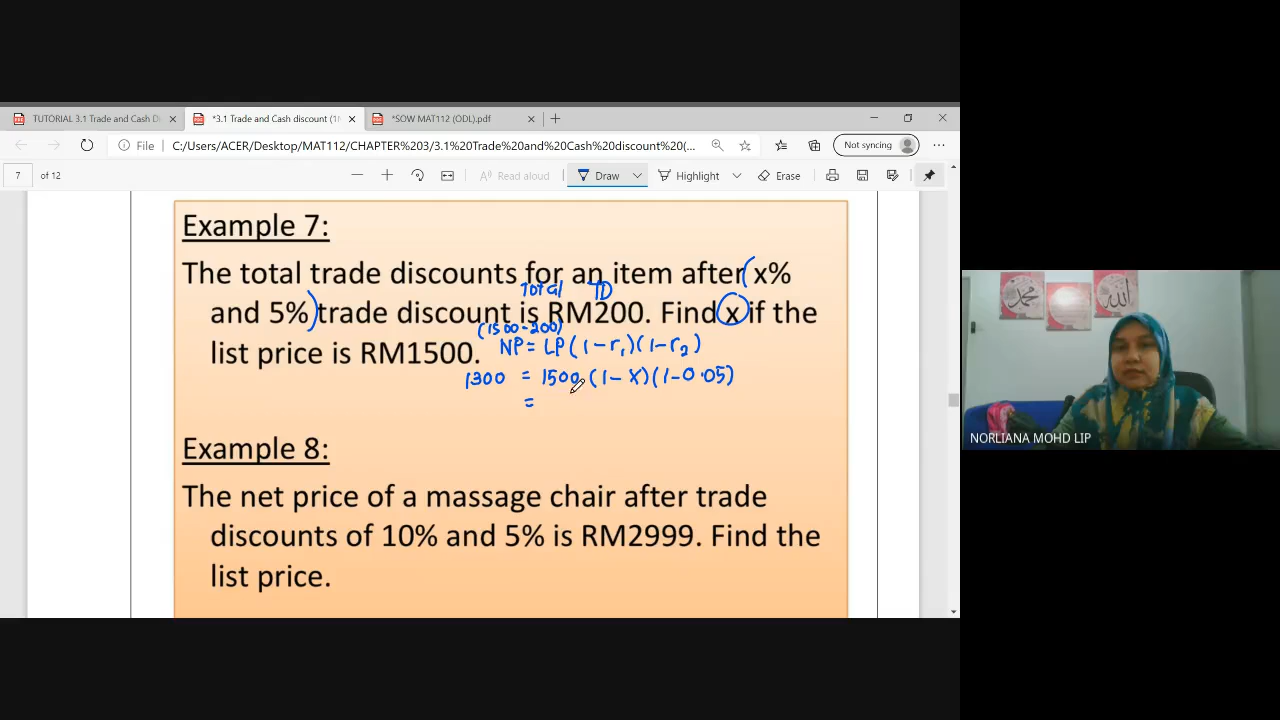 TUTORIAL 3.1 Trade and Cash D
*3.1 Trade and Cash discount (1)
*SOW MAT112 (ODL).pdf
File
C:/Users/ACER/Desktop/MAT112/CHAPTER%203/3.1%20Trade%20and%20Cash%20discount%20(...
Not syncing
7 of 12
Read aloud
Draw
Highlight
Erase
Example 7:
The total trade discounts for an item after (x%
Total TD
and 5%) trade discount is RM200. Find x if the
(1500-200)
list price is RM1500.
NP = LP (1-r₁)(1-r₂)
1300 = 1500 (1-x)(1-0.05)
=
Example 8:
The net price of a massage chair after trade
discounts of 10% and 5% is RM2999. Find the
list price.
NORLIANA MOHD LIP